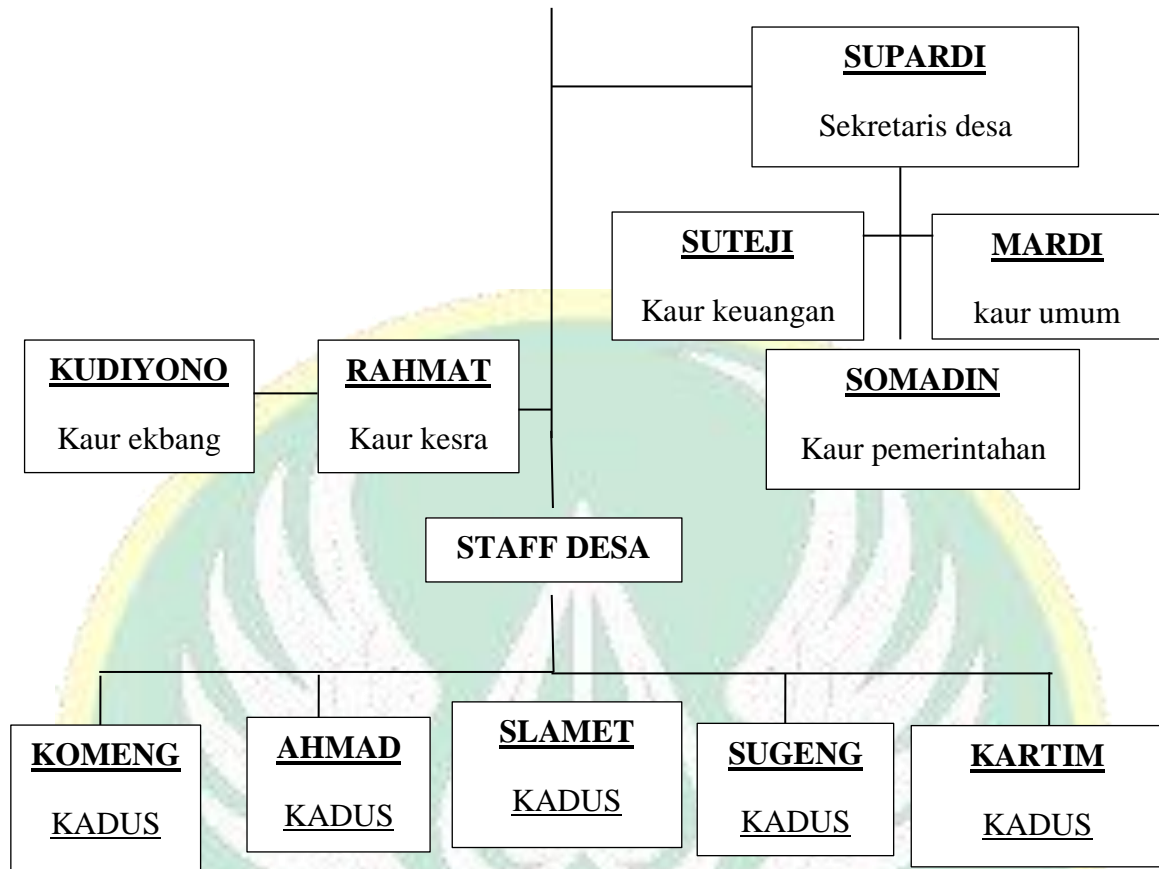 SUPARDI
Sekretaris desa
SUTEJI
Kaur keuangan
MARDI
kaur umum
KUDIYONO
Kaur ekbang
RAHMAT
Kaur kesra
SOMADIN
Kaur pemerintahan
STAFF DESA
KOMENG
KADUS
AHMAD
KADUS
SLAMET
KADUS
SUGENG
KADUS
KARTIM
KADUS